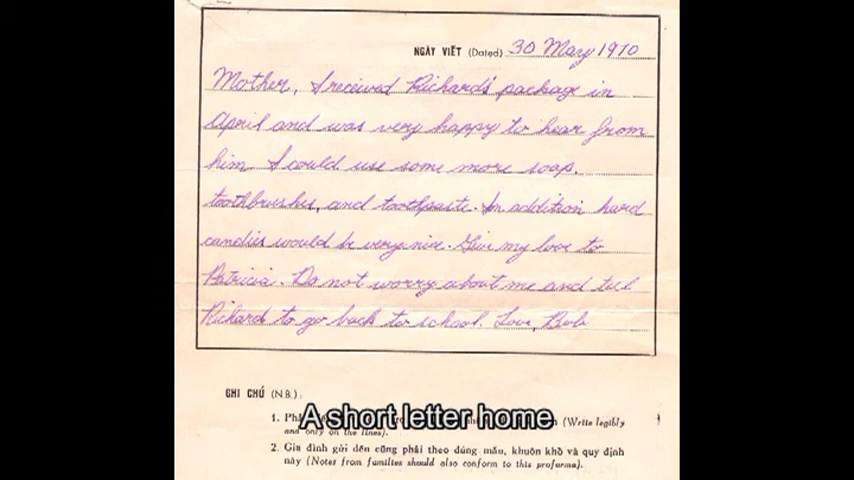 NGÀY VIẾT (Dated) 30 May 1970
Mother, I received Richard's package in
April and was very happy to hear from
him. I could use some more soap,
toothbrushes, and toothpaste. In addition hard
candies would be very nice. Give my love to
Patricia. Do not worry about me and tell
Richard to go back to school. Love, Bob
GHI CHÚ (N.B.):
A short letter home
1. (Write legibly
and only on the lines).
2. Gia đình gởi đến cũng phải theo đúng mẫu, khuôn khổ và quy định
này (Notes from families should also conform to this proforma).